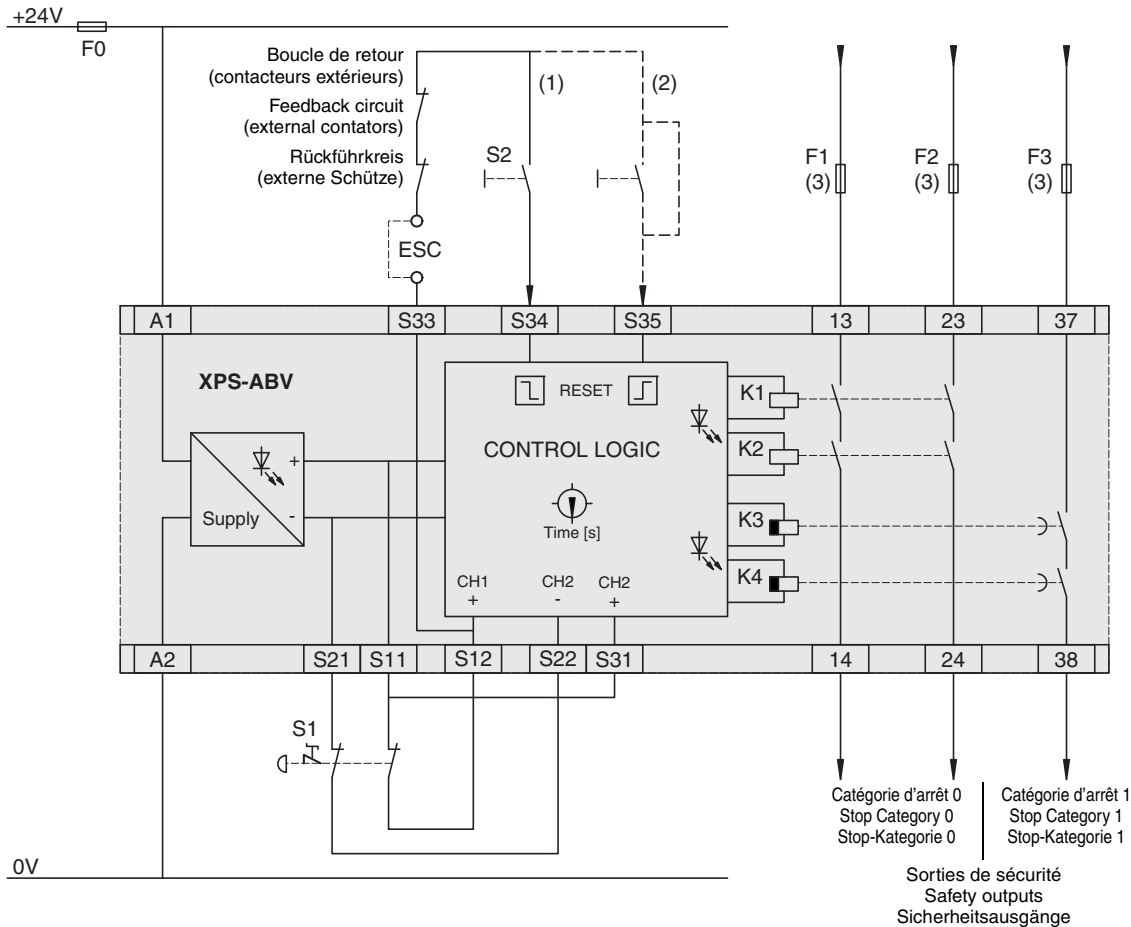 +24V
F0
Boucle de retour
(contacteurs extérieurs)
Feedback circuit
(external contators)
Rückführkreis
(externe Schütze)
ESC
(1)
(2)
S2
F1
(3)
F2
(3)
F3
(3)
A1
S33
S34
S35
13
23
37
XPS-ABV
RESET
CONTROL LOGIC
Time [s]
Supply
+
-
K1
K2
K3
K4
CH1
+
CH2
-
CH2
+
A2
S21
S11
S12
S22
S31
14
24
38
S1
0V
Catégorie d'arrêt 0
Stop Category 0
Stop-Kategorie 0
Catégorie d'arrêt 1
Stop Category 1
Stop-Kategorie 1
Sorties de sécurité
Safety outputs
Sicherheitsausgänge